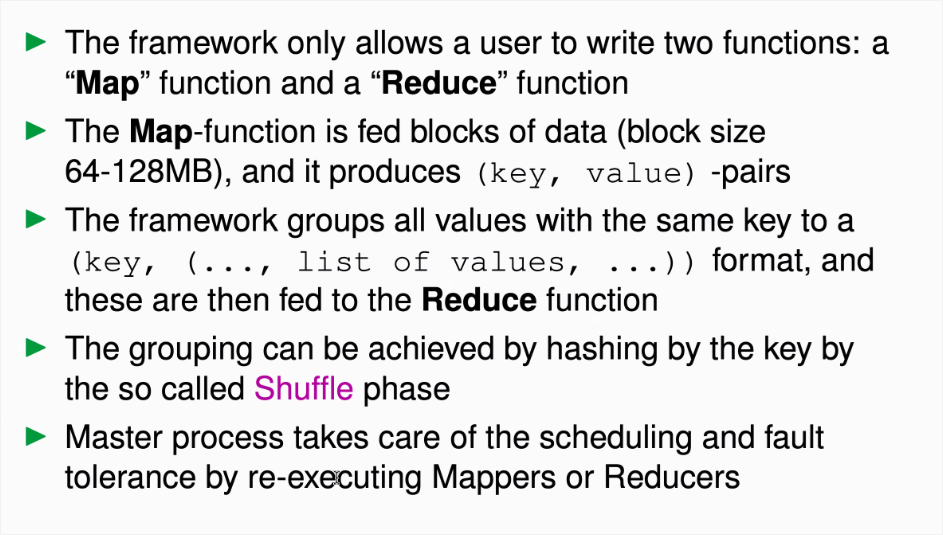 The framework only allows a user to write two functions: a
“Map” function and a “Reduce” function
The Map-function is fed blocks of data (block size
64-128MB), and it produces (key, value) -pairs
The framework groups all values with the same key to a
(key, (..., list of values, ...)) format, and
these are then fed to the Reduce function
The grouping can be achieved by hashing by the key by
the so called Shuffle phase
Master process takes care of the scheduling and fault
tolerance by re-executing Mappers or Reducers